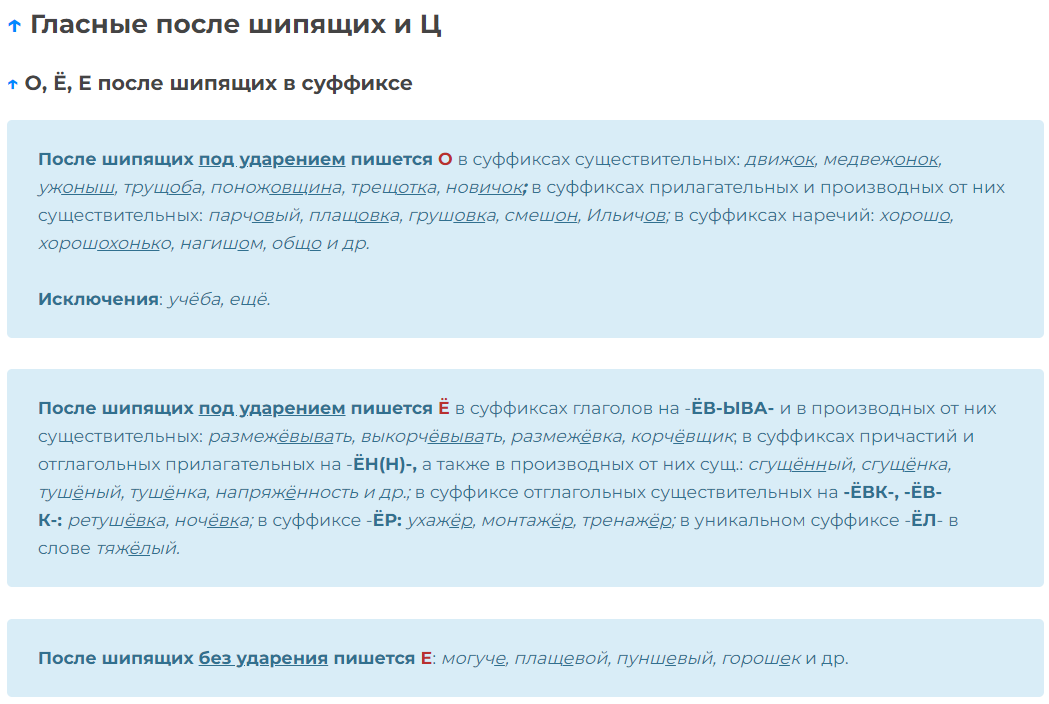 ↑ Гласные после шипящих и Ц
↑ О, Ё, Е после шипящих в суффиксе
После шипящих под ударением пишется О в суффиксах существительных: движок, медвежонок,
ужоныш, трущоба, поножовщина, трещотка, новичок; в суффиксах прилагательных и производных от них
существительных: парчовый, плащовка, грушовка, смешон, Ильичов; в суффиксах наречий: хорошо,
хорошохонько, нагишом, общо и др.
Исключения: учёба, ещё.
После шипящих под ударением пишется Ё в суффиксах глаголов на -ЁВ-ЫВА- и в производных от них
существительных: размежёвывать, выкорчёвывать, размежёвка, корчёвщик; в суффиксах причастий и
отглагольных прилагательных на -ЁН(Н)-, а также в производных от них сущ.: сгущённый, сгущёнка,
тушёный, тушёнка, напряжённость и др.; в суффиксе отглагольных существительных на -ЁВК-, -ЁВ-
К-: ретушёвка, ночёвка; в суффиксе -ЁР: ухажёр, монтажёр, тренажёр; в уникальном суффиксе -ЁЛ- в
слове тяжёлый.
После шипящих без ударения пишется Е: могуче, плащевой, пуншевый, горошек и др.